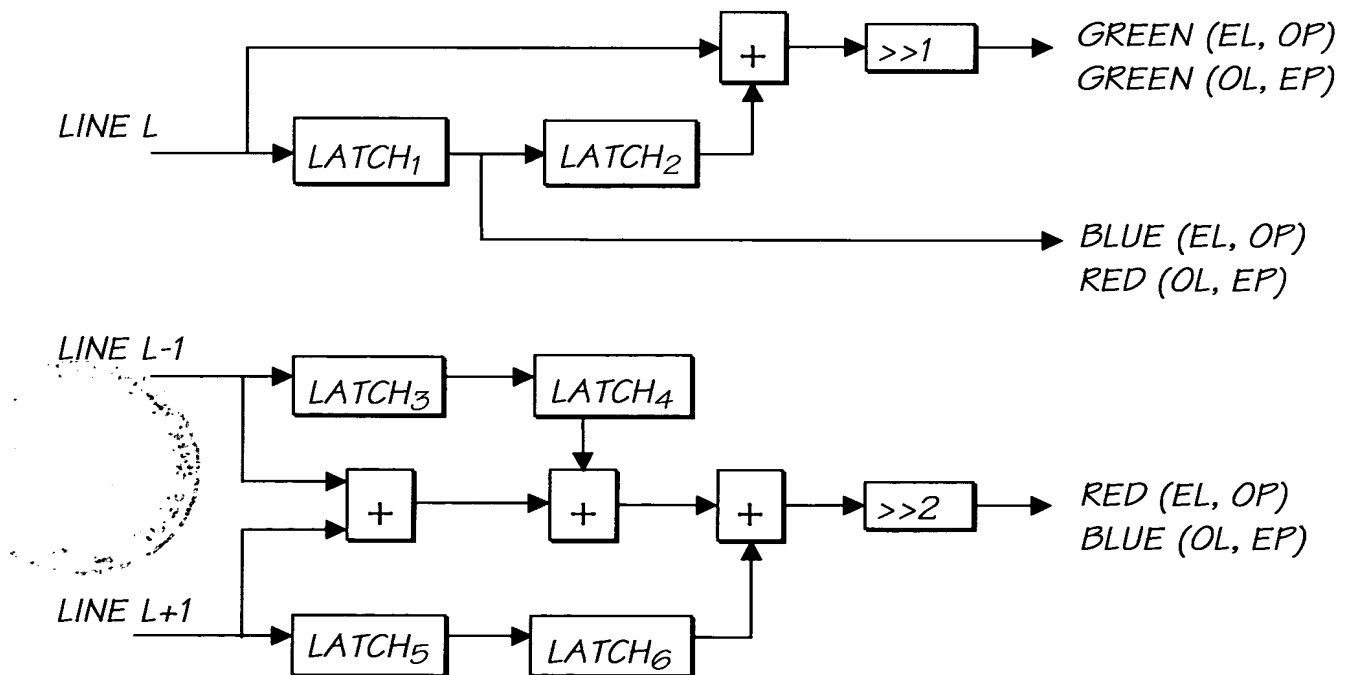 GREEN (EL, OP)
GREEN (OL, EP)
+
>>1
LINE L
LATCH₁
LATCH₂
BLUE (EL, OP)
RED (OL, EP)
LINE L-1
LATCH₃
LATCH₄
+
+
+
>>2
RED (EL, OP)
BLUE (OL, EP)
LINE L+1
LATCH₅
LATCH₆